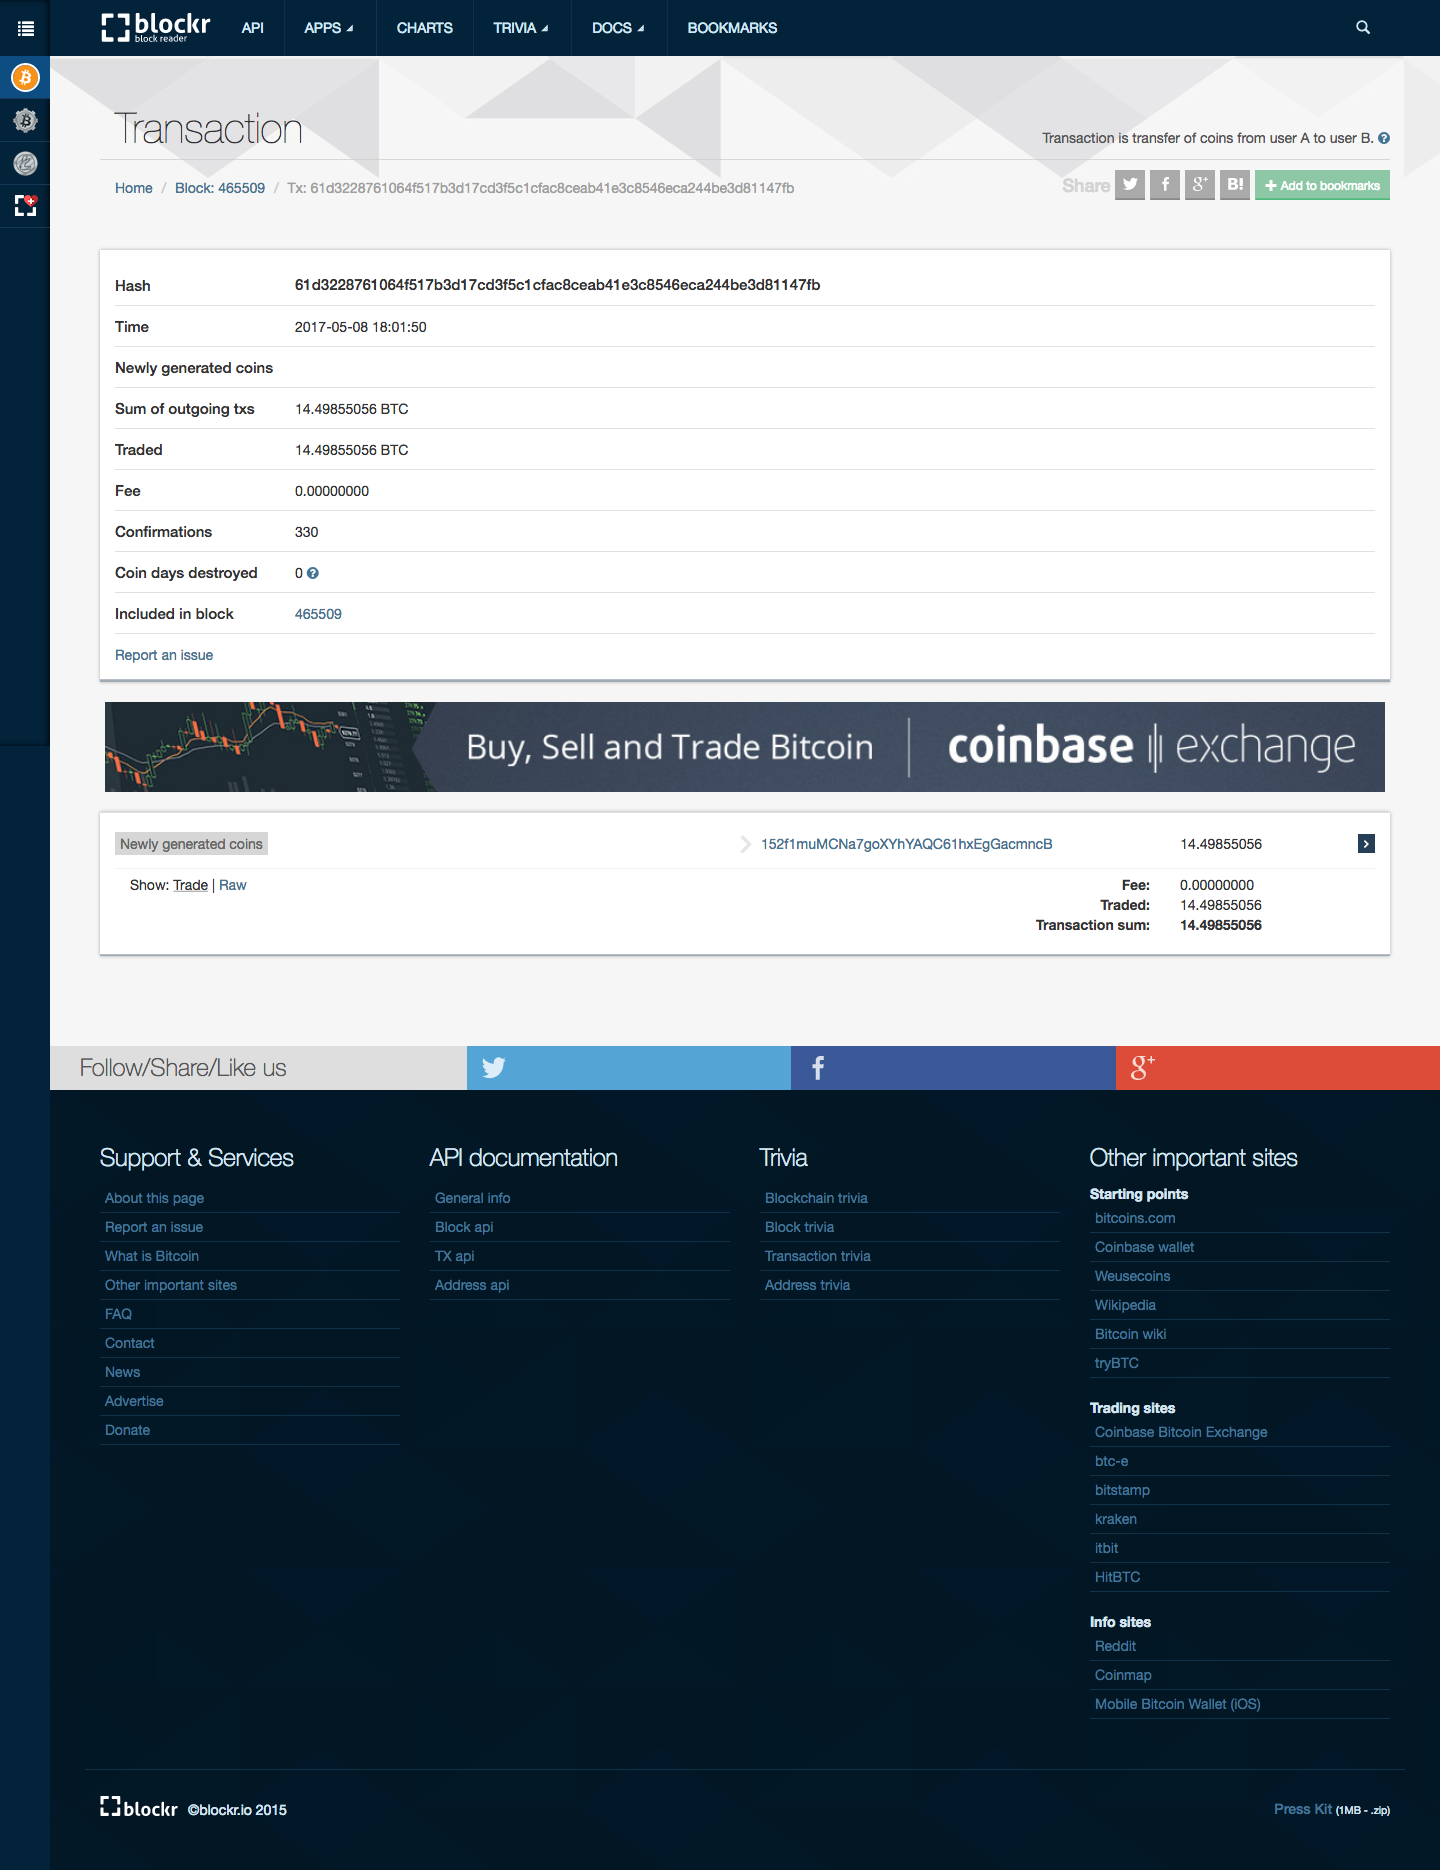 blockr
block reader
API
APPS
CHARTS
TRIVIA
DOCS
BOOKMARKS
Transaction
Transaction is transfer of coins from user A to user B.
Home / Block: 465509 / Tx: 61d3228761064f517b3d17cd3f5c1cfac8ceab41e3c8546eca244be3d81147fb
Share
B!
Add to bookmarks
Hash 61d3228761064f517b3d17cd3f5c1cfac8ceab41e3c8546eca244be3d81147fb
Time 2017-05-08 18:01:50
Newly generated coins
Sum of outgoing txs 14.49855056 BTC
Traded 14.49855056 BTC
Fee 0.00000000
Confirmations 330
Coin days destroyed 0
Included in block 465509
Report an issue
Buy, Sell and Trade Bitcoin | coinbase exchange
Newly generated coins 152f1muMCNa7goXYhYAQC61hxEgGacmncB 14.49855056
Show: Trade | Raw
Fee: 0.00000000
Traded: 14.49855056
Transaction sum: 14.49855056
Follow/Share/Like us
Support & Services
About this page
Report an issue
What is Bitcoin
Other important sites
FAQ
Contact
News
Advertise
Donate
API documentation
General info
Block api
TX api
Address api
Trivia
Blockchain trivia
Block trivia
Transaction trivia
Address trivia
Other important sites
Starting points
bitcoins.com
Coinbase wallet
Weusecoins
Wikipedia
Bitcoin wiki
tryBTC
Trading sites
Coinbase Bitcoin Exchange
btc-e
bitstamp
kraken
itbit
HitBTC
Info sites
Reddit
Coinmap
Mobile Bitcoin Wallet (iOS)
blockr ©blockr.io 2015
Press Kit (1MB - .zip)